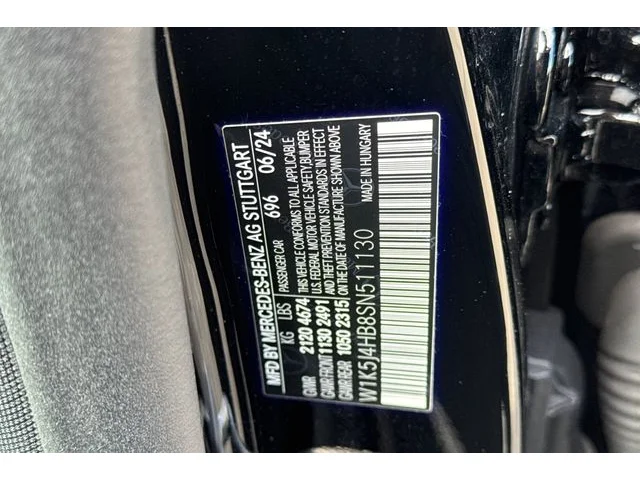 MFD BY MERCEDES-BENZ AG STUTTGART
PASSENGER CAR 696 06/24
KG LBS
GVWR 2120 4674
GAWR FRONT 1130 2491
GAWR REAR 1050 2315
THIS VEHICLE CONFORMS TO ALL APPLICABLE
U.S. FEDERAL MOTOR VEHICLE SAFETY, BUMPER
AND THEFT PREVENTION STANDARDS IN EFFECT
ON THE DATE OF MANUFACTURE SHOWN ABOVE
W1K5J4HB8SN511130
MADE IN HUNGARY